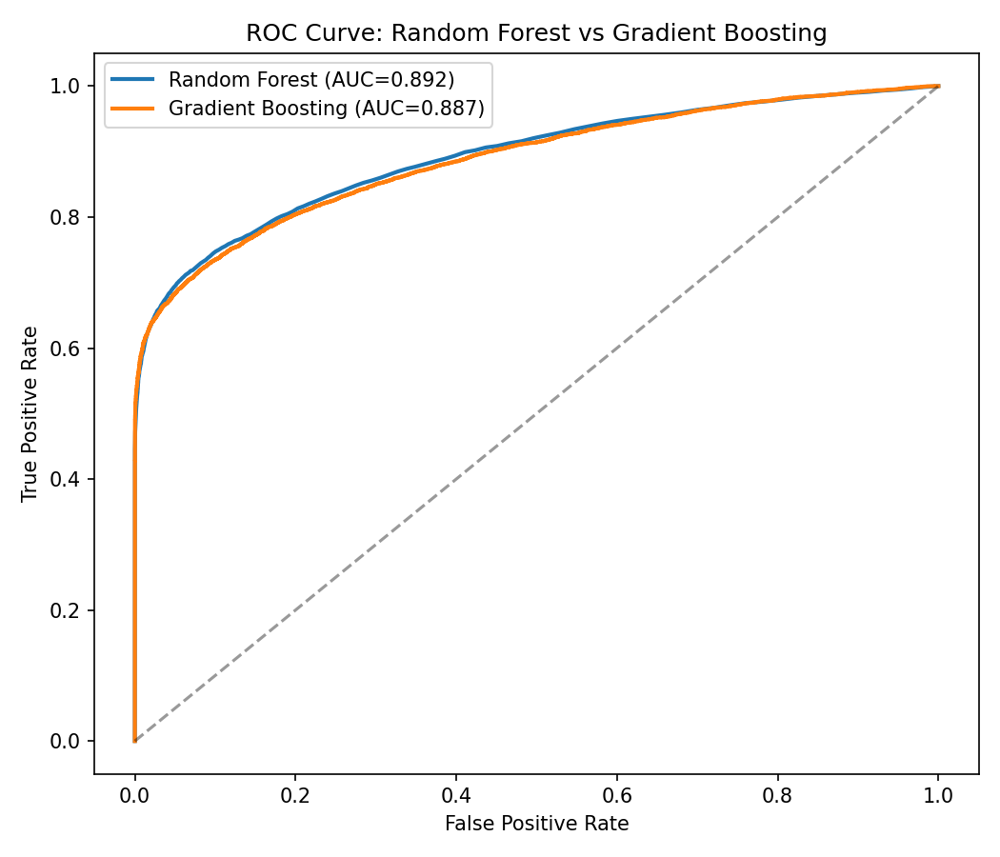 ROC Curve: Random Forest vs Gradient Boosting
Random Forest (AUC=0.892)
Gradient Boosting (AUC=0.887)
True Positive Rate
1.0
0.8
0.6
0.4
0.2
0.0
0.0 0.2 0.4 0.6 0.8 1.0
False Positive Rate